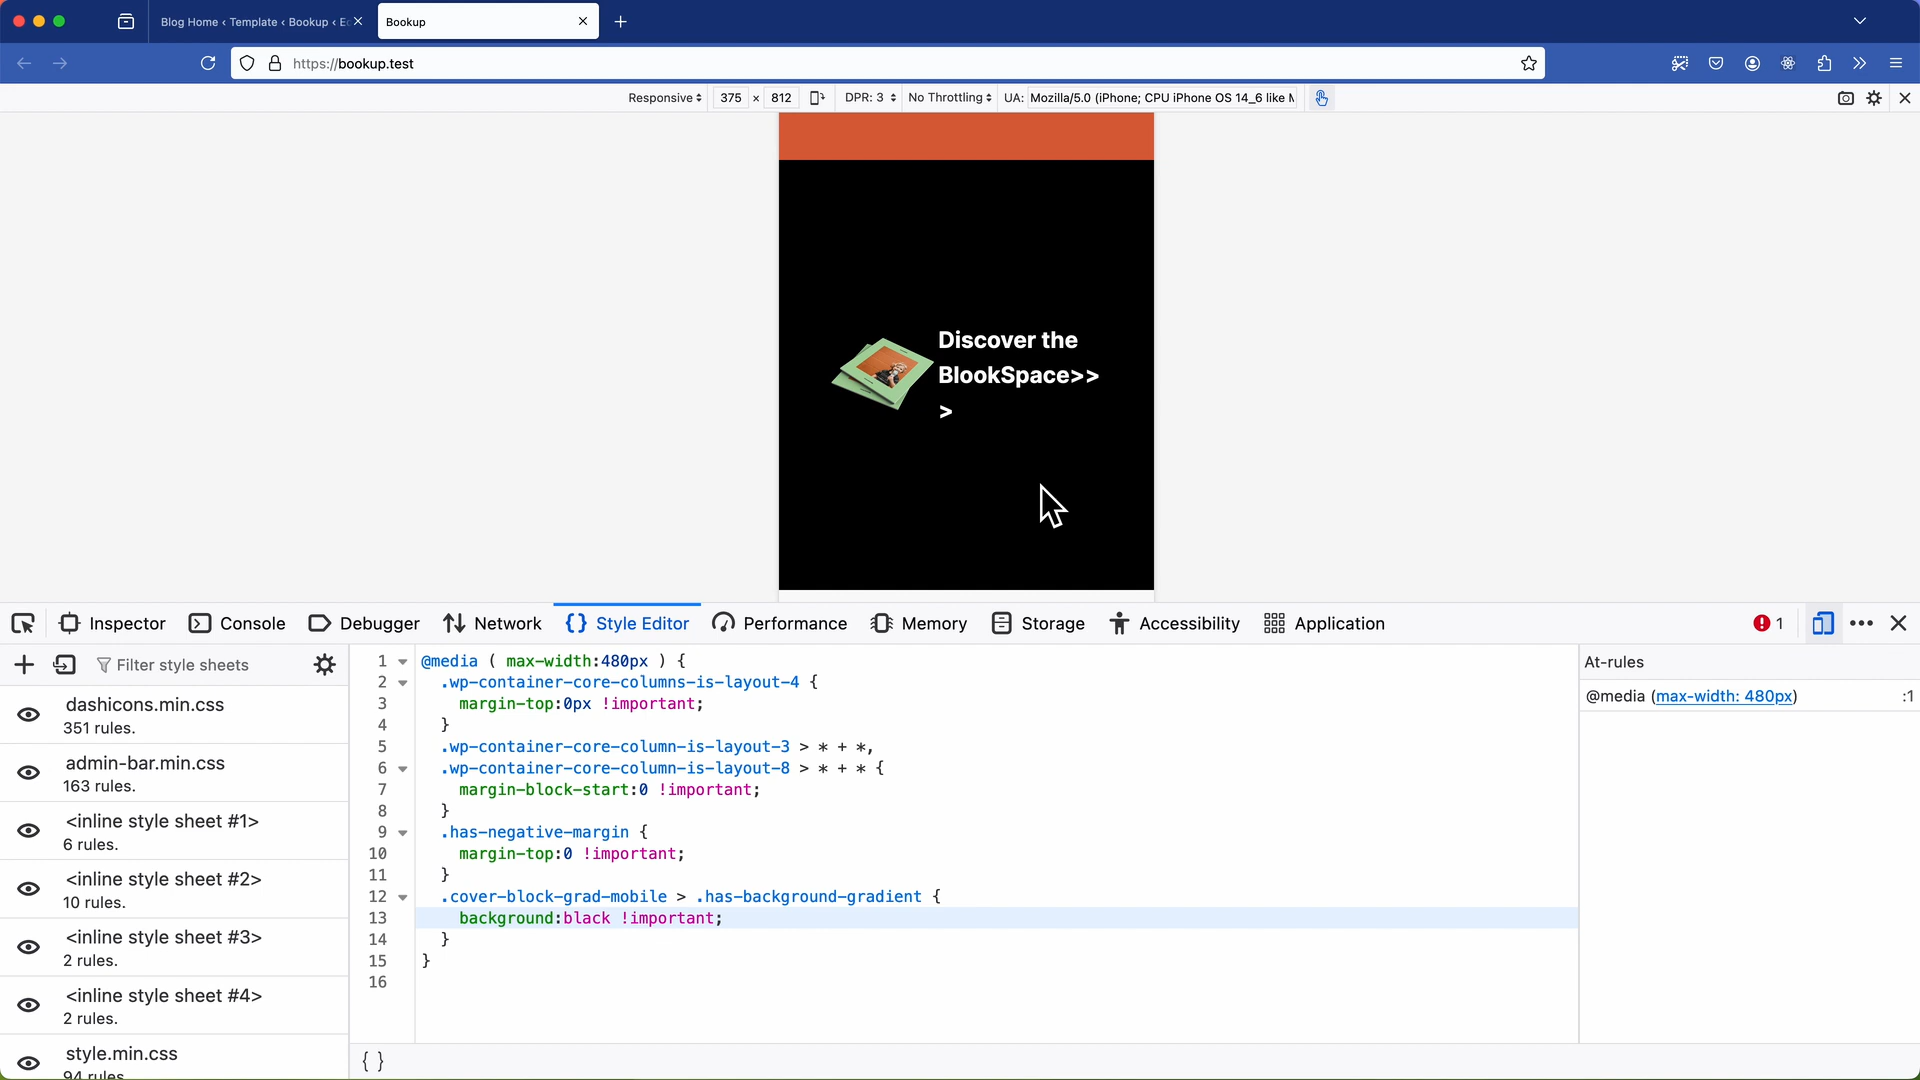 Blog Home ‹ Template ‹ Bookup ‹ E
Bookup
https://bookup.test
Responsive 375 × 812 DPR: 3 No Throttling UA: Mozilla/5.0 (iPhone; CPU iPhone OS 14_6 like M
Discover the
BlookSpace>>
>
Inspector Console Debugger Network Style Editor Performance Memory Storage Accessibility Application 1
Filter style sheets
dashicons.min.css
351 rules.
admin-bar.min.css
163 rules.
<inline style sheet #1>
6 rules.
<inline style sheet #2>
10 rules.
<inline style sheet #3>
2 rules.
<inline style sheet #4>
2 rules.
style.min.css
94 rules
1 @media ( max-width:480px ) {
2 .wp-container-core-columns-is-layout-4 {
3 margin-top:0px !important;
4 }
5 .wp-container-core-column-is-layout-3 > * + *,
6 .wp-container-core-column-is-layout-8 > * + * {
7 margin-block-start:0 !important;
8 }
9 .has-negative-margin {
10 margin-top:0 !important;
11 }
12 .cover-block-grad-mobile > .has-background-gradient {
13 background:black !important;
14 }
15 }
16
{ }
At-rules
@media (max-width: 480px) :1